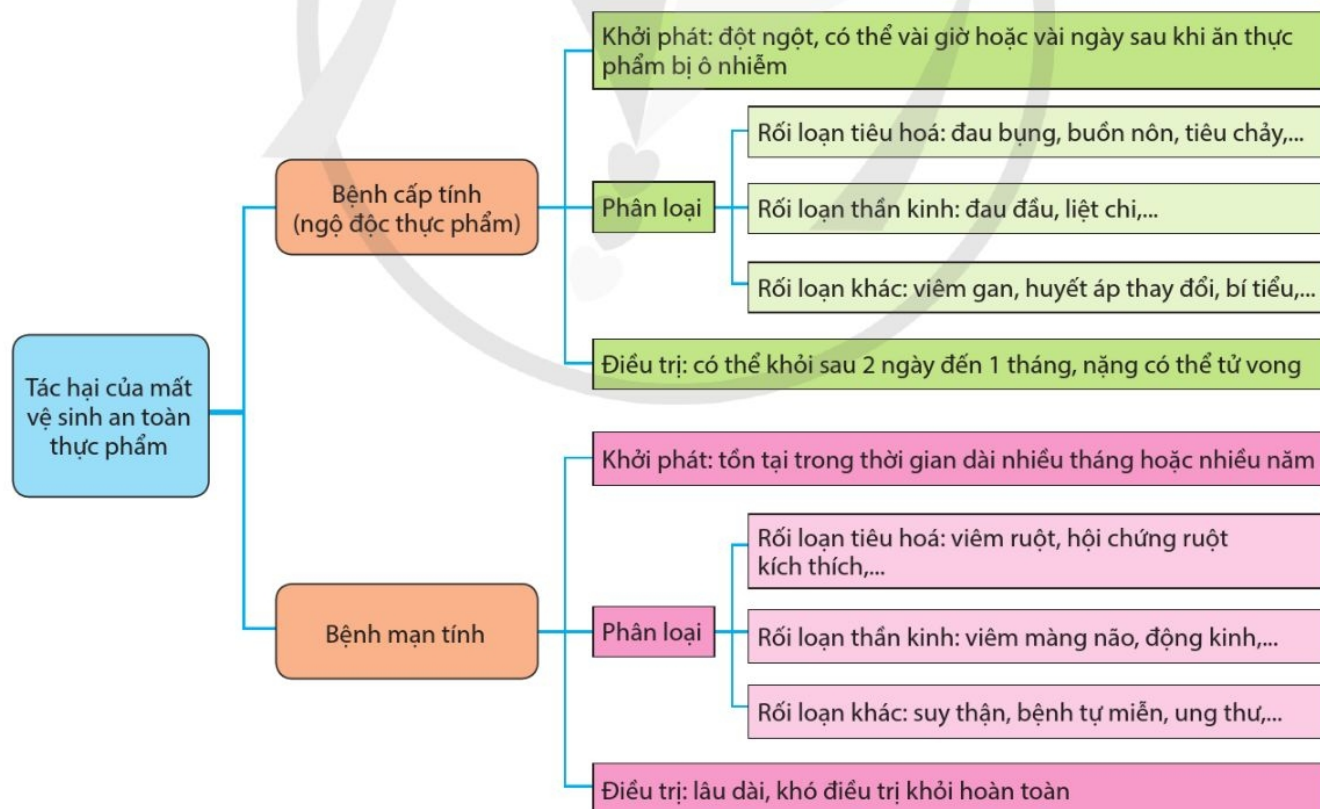 Khởi phát: đột ngột, có thể vài giờ hoặc vài ngày sau khi ăn thực
phẩm bị ô nhiễm
Rối loạn tiêu hoá: đau bụng, buồn nôn, tiêu chảy,...
Bệnh cấp tính
(ngộ độc thực phẩm)
Phân loại
Rối loạn thần kinh: đau đầu, liệt chi,...
Rối loạn khác: viêm gan, huyết áp thay đổi, bí tiểu,...
Điều trị: có thể khỏi sau 2 ngày đến 1 tháng, nặng có thể tử vong
Tác hại của mất
vệ sinh an toàn
thực phẩm
Khởi phát: tồn tại trong thời gian dài nhiều tháng hoặc nhiều năm
Rối loạn tiêu hoá: viêm ruột, hội chứng ruột
kích thích,...
Bệnh mạn tính
Phân loại
Rối loạn thần kinh: viêm màng não, động kinh,...
Rối loạn khác: suy thận, bệnh tự miễn, ung thư,...
Điều trị: lâu dài, khó điều trị khỏi hoàn toàn